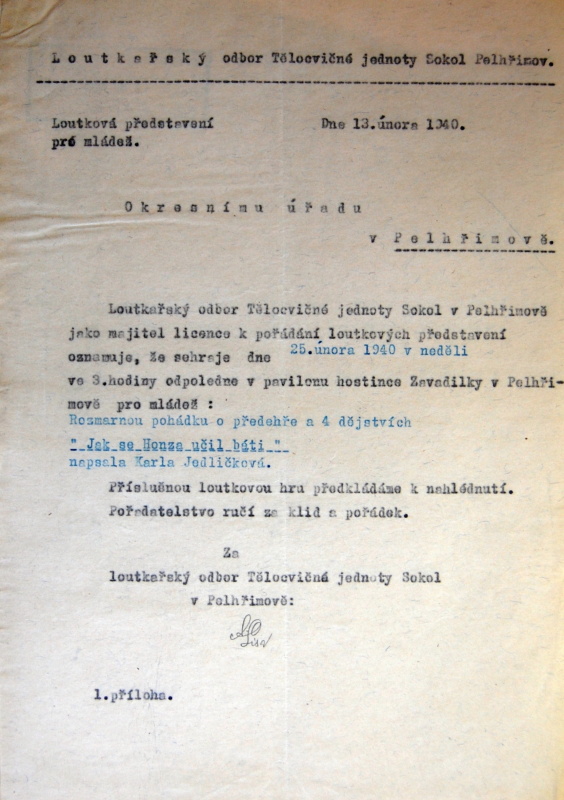 Loutkařský odbor Tělocvičné jednoty Sokol Pelhřimov.
Loutková představení Dne 13.února 1940.
pro mládež.
Okresnímu úřadu
v Pelhřimově.
Loutkařský odbor Tělocvičné jednoty Sokol v Pelhřimově
jako majitel licence k pořádání loutkových představení
oznamuje, že sehraje dne 25.února 1940 v neděli
ve 3.hodiny odpoledne v pavilonu hostince Zavadilky v Pelhři-
mově pro mládež :
Rozmarnou pohádku o předehře a 4 dějstvích
" Jak se Honza učil báti "
napsala Karla Jedličková.
Příslušnou loutkovou hru předkládáme k nahlédnutí.
Pořadatelstvo ručí za klid a pořádek.
Za
loutkařský odbor Tělocvičné jednoty Sokol
v Pelhřimově:
1.příloha.